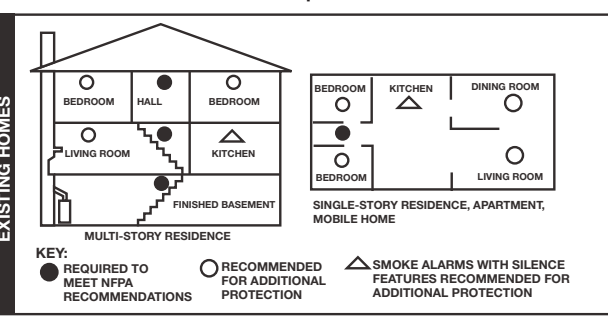 EXISTING HOMES
BEDROOM
HALL
BEDROOM
LIVING ROOM
KITCHEN
FINISHED BASEMENT
MULTI-STORY RESIDENCE
BEDROOM
KITCHEN
DINING ROOM
BEDROOM
LIVING ROOM
SINGLE-STORY RESIDENCE, APARTMENT,
MOBILE HOME
KEY:
REQUIRED TO
MEET NFPA
RECOMMENDATIONS
RECOMMENDED
FOR ADDITIONAL
PROTECTION
SMOKE ALARMS WITH SILENCE
FEATURES RECOMMENDED FOR
ADDITIONAL PROTECTION